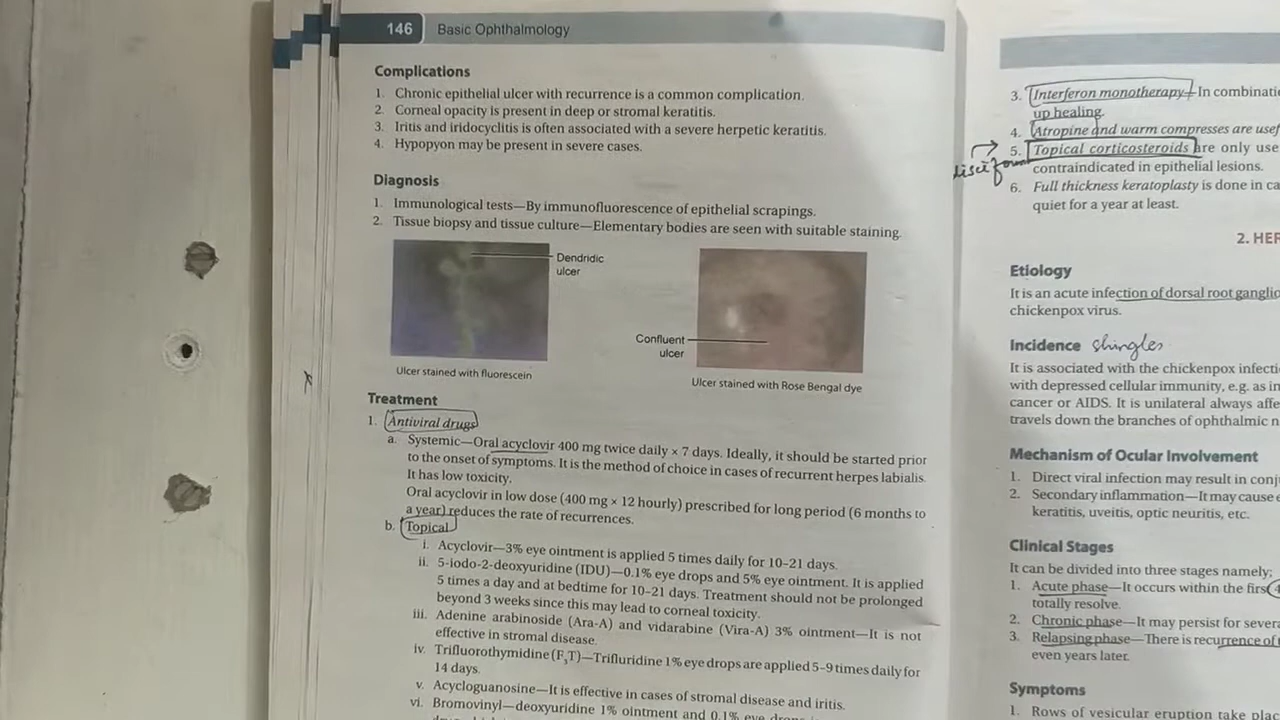 146 Basic Ophthalmology
Complications
1. Chronic epithelial ulcer with recurrence is a common complication.
2. Corneal opacity is present in deep or stromal keratitis.
3. Iritis and iridocyclitis is often associated with a severe herpetic keratitis.
4. Hypopyon may be present in severe cases.
Diagnosis
1. Immunological tests—By immunofluorescence of epithelial scrapings.
2. Tissue biopsy and tissue culture—Elementary bodies are seen with suitable staining.
Dendridic
ulcer
Confluent
ulcer
Ulcer stained with fluorescein
Ulcer stained with Rose Bengal dye
Treatment
1. Antiviral drugs
a. Systemic—Oral acyclovir 400 mg twice daily × 7 days. Ideally, it should be started prior
to the onset of symptoms. It is the method of choice in cases of recurrent herpes labialis.
It has low toxicity.
Oral acyclovir in low dose (400 mg × 12 hourly) prescribed for long period (6 months to
a year) reduces the rate of recurrences.
b. Topical
i. Acyclovir—3% eye ointment is applied 5 times daily for 10–21 days.
ii. 5-iodo-2-deoxyuridine (IDU)—0.1% eye drops and 5% eye ointment. It is applied
5 times a day and at bedtime for 10–21 days. Treatment should not be prolonged
beyond 3 weeks since this may lead to corneal toxicity.
iii. Adenine arabinoside (Ara-A) and vidarabine (Vira-A) 3% ointment—It is not
effective in stromal disease.
iv. Trifluorothymidine (F₃T)—Trifluridine 1% eye drops are applied 5–9 times daily for
14 days.
v. Acycloguanosine—It is effective in cases of stromal disease and iritis.
vi. Bromovinyl—deoxyuridine 1% ointment and 0.1% eye drops
3. Interferon monotherapy—In combinati
up healing.
4. Atropine and warm compresses are usef
5. Topical corticosteroids are only use
disciform
contraindicated in epithelial lesions.
6. Full thickness keratoplasty is done in ca
quiet for a year at least.
2. HER
Etiology
It is an acute infection of dorsal root ganglio
chickenpox virus.
Incidence shingles
It is associated with the chickenpox infecti
with depressed cellular immunity, e.g. as in
cancer or AIDS. It is unilateral always affe
travels down the branches of ophthalmic n
Mechanism of Ocular Involvement
1. Direct viral infection may result in conj
2. Secondary inflammation—It may cause
keratitis, uveitis, optic neuritis, etc.
Clinical Stages
It can be divided into three stages namely;
1. Acute phase—It occurs within the first 4
totally resolve.
2. Chronic phase—It may persist for severa
3. Relapsing phase—There is recurrence of
even years later.
Symptoms
1. Rows of vesicular eruption take plac